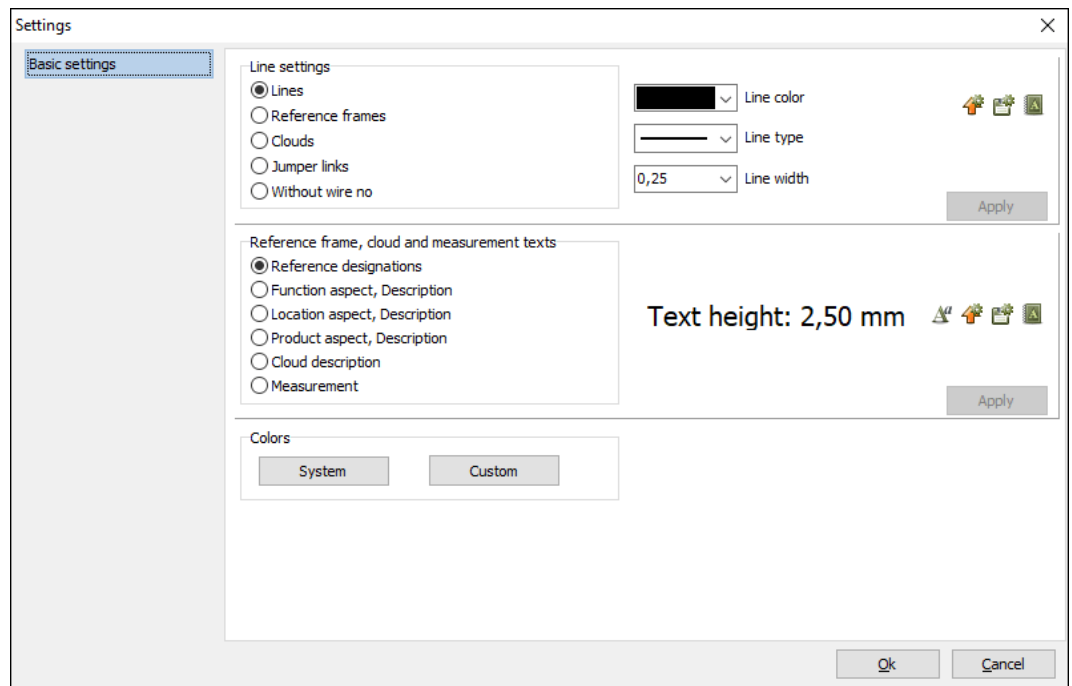 Settings
Basic settings
Line settings
Lines
Reference frames
Clouds
Jumper links
Without wire no
Line color
Line type
0,25
Line width
Apply
Reference frame, cloud and measurement texts
Reference designations
Function aspect, Description
Location aspect, Description
Product aspect, Description
Cloud description
Measurement
Text height: 2,50 mm
Apply
Colors
System
Custom
Ok
Cancel